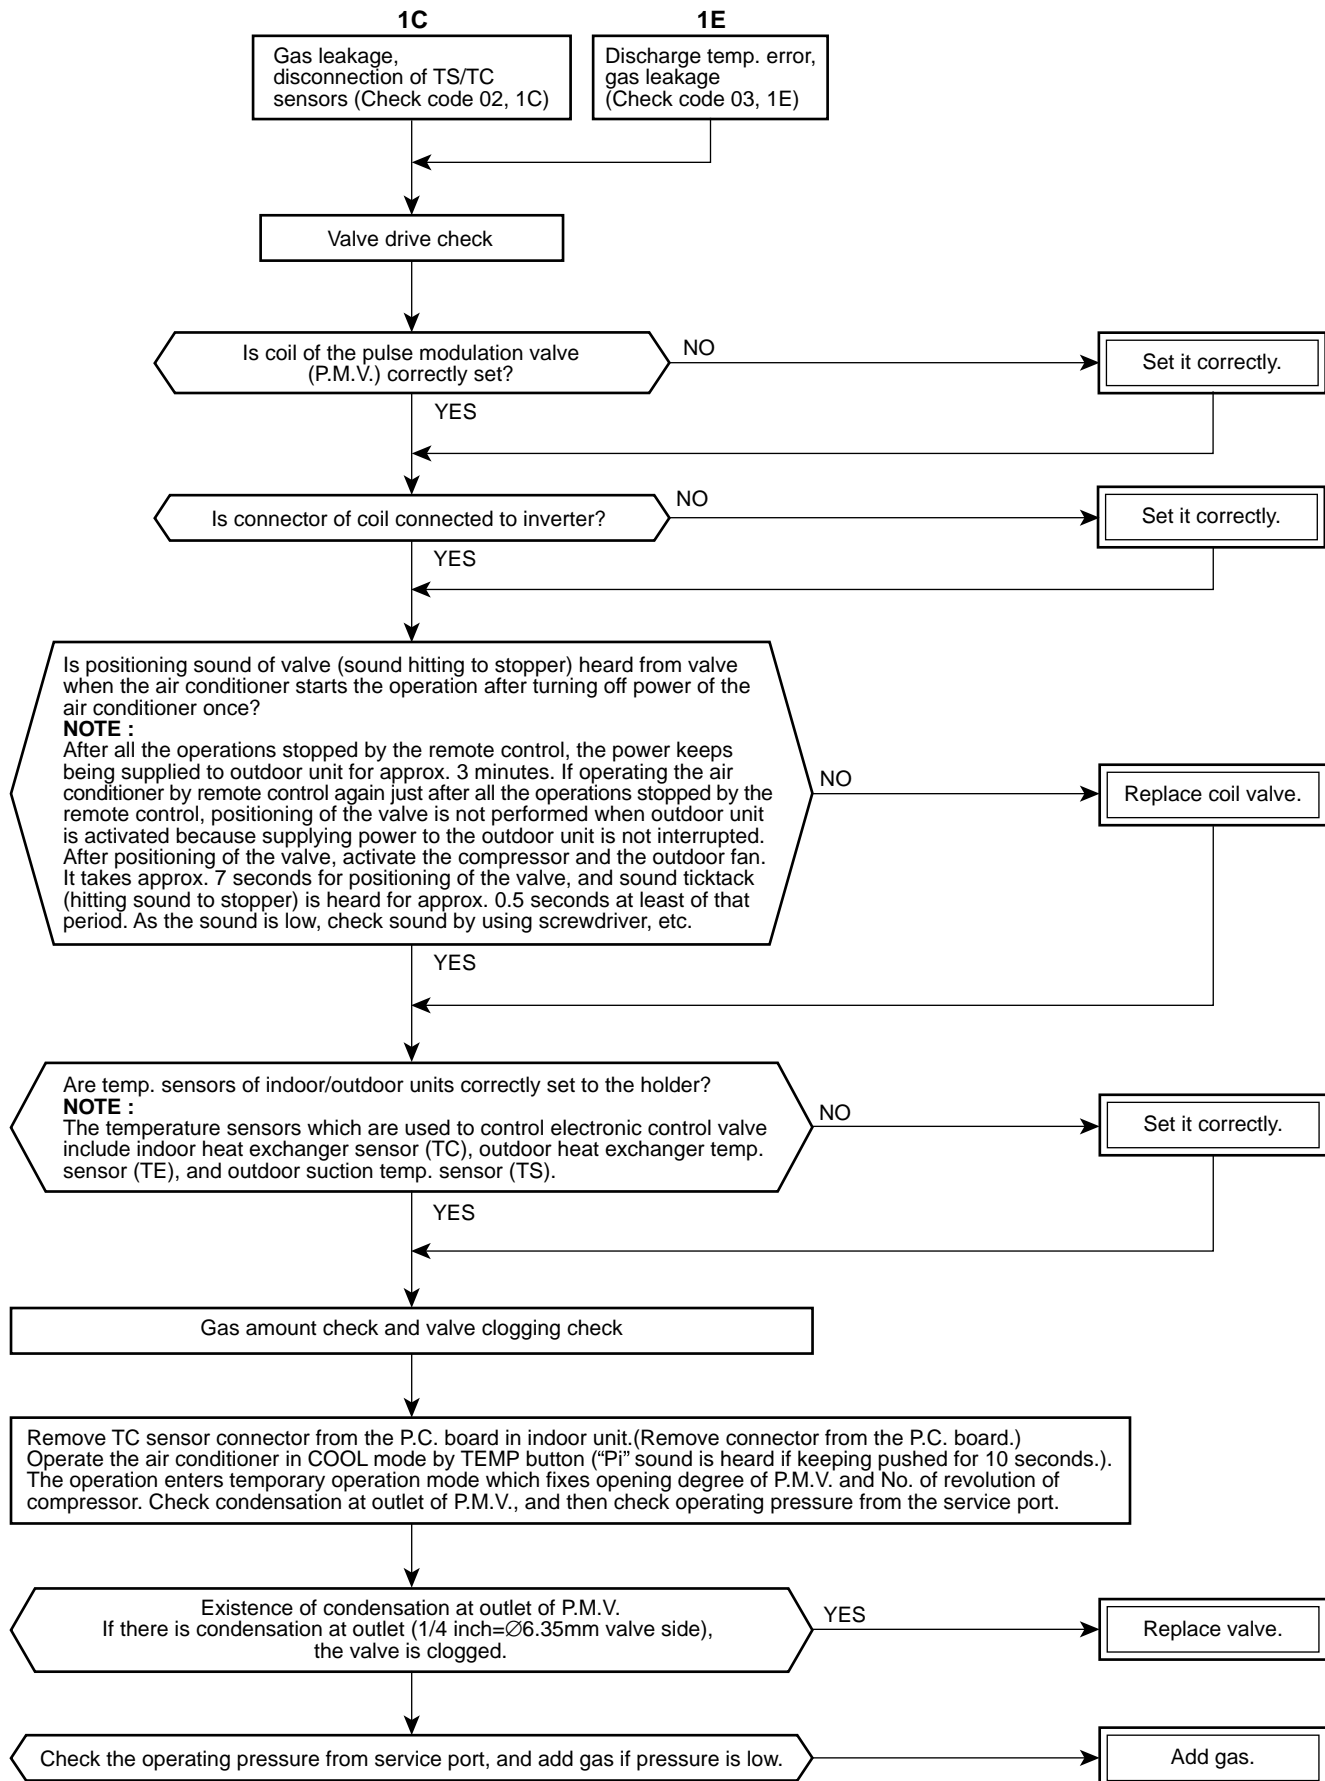 1C
1E
Gas leakage,
disconnection of TS/TC
sensors (Check code 02, 1C)
Discharge temp. error,
gas leakage
(Check code 03, 1E)
Valve drive check
Is coil of the pulse modulation valve
(P.M.V.) correctly set?
NO
Set it correctly.
YES
Is connector of coil connected to inverter?
NO
Set it correctly.
YES
Is positioning sound of valve (sound hitting to stopper) heard from valve
when the air conditioner starts the operation after turning off power of the
air conditioner once?
NOTE :
After all the operations stopped by the remote control, the power keeps
being supplied to outdoor unit for approx. 3 minutes. If operating the air
conditioner by remote control again just after all the operations stopped by the
remote control, positioning of the valve is not performed when outdoor unit
is activated because supplying power to the outdoor unit is not interrupted.
After positioning of the valve, activate the compressor and the outdoor fan.
It takes approx. 7 seconds for positioning of the valve, and sound ticktack
(hitting sound to stopper) is heard for approx. 0.5 seconds at least of that
period. As the sound is low, check sound by using screwdriver, etc.
NO
Replace coil valve.
YES
Are temp. sensors of indoor/outdoor units correctly set to the holder?
NOTE :
The temperature sensors which are used to control electronic control valve
include indoor heat exchanger sensor (TC), outdoor heat exchanger temp.
sensor (TE), and outdoor suction temp. sensor (TS).
NO
Set it correctly.
YES
Gas amount check and valve clogging check
Remove TC sensor connector from the P.C. board in indoor unit.(Remove connector from the P.C. board.)
Operate the air conditioner in COOL mode by TEMP button (“Pi” sound is heard if keeping pushed for 10 seconds.).
The operation enters temporary operation mode which fixes opening degree of P.M.V. and No. of revolution of
compressor. Check condensation at outlet of P.M.V., and then check operating pressure from the service port.
Existence of condensation at outlet of P.M.V.
If there is condensation at outlet (1/4 inch=∅6.35mm valve side),
the valve is clogged.
YES
Replace valve.
Check the operating pressure from service port, and add gas if pressure is low.
Add gas.